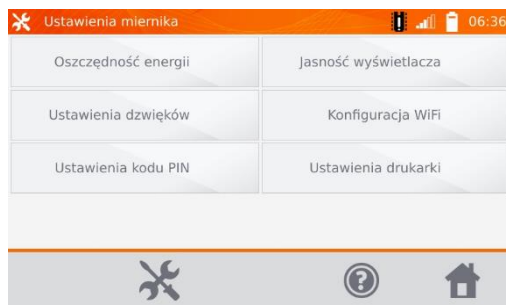 Ustawienia miernika 06:36
Oszczędność energii Jasność wyświetlacza
Ustawienia dzwięków Konfiguracja WiFi
Ustawienia kodu PIN Ustawienia drukarki